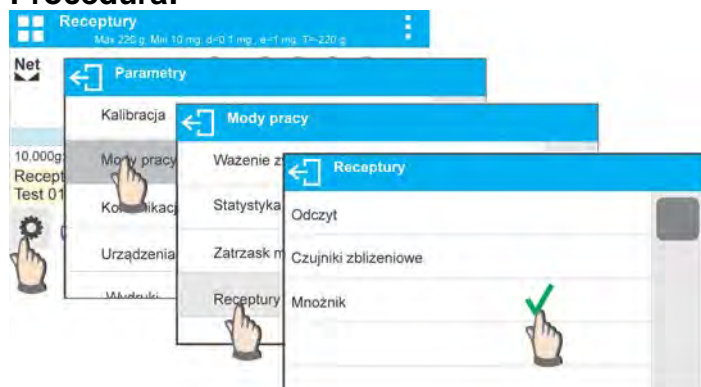 Procedura:
Receptury
Max 220 g Min 10 mg d=0.1 mg e=1 mg T=-220 g
Net
Parametry
Kalibracja
Mody pracy
Urządzenia
Wydruki
10.000g
Recept
Test 01
Mody pracy
Ważenie z
Statystyka
Zatrzask m
Receptury
Receptury
Odczyt
Czujniki zbliżeniowe
Mnożnik